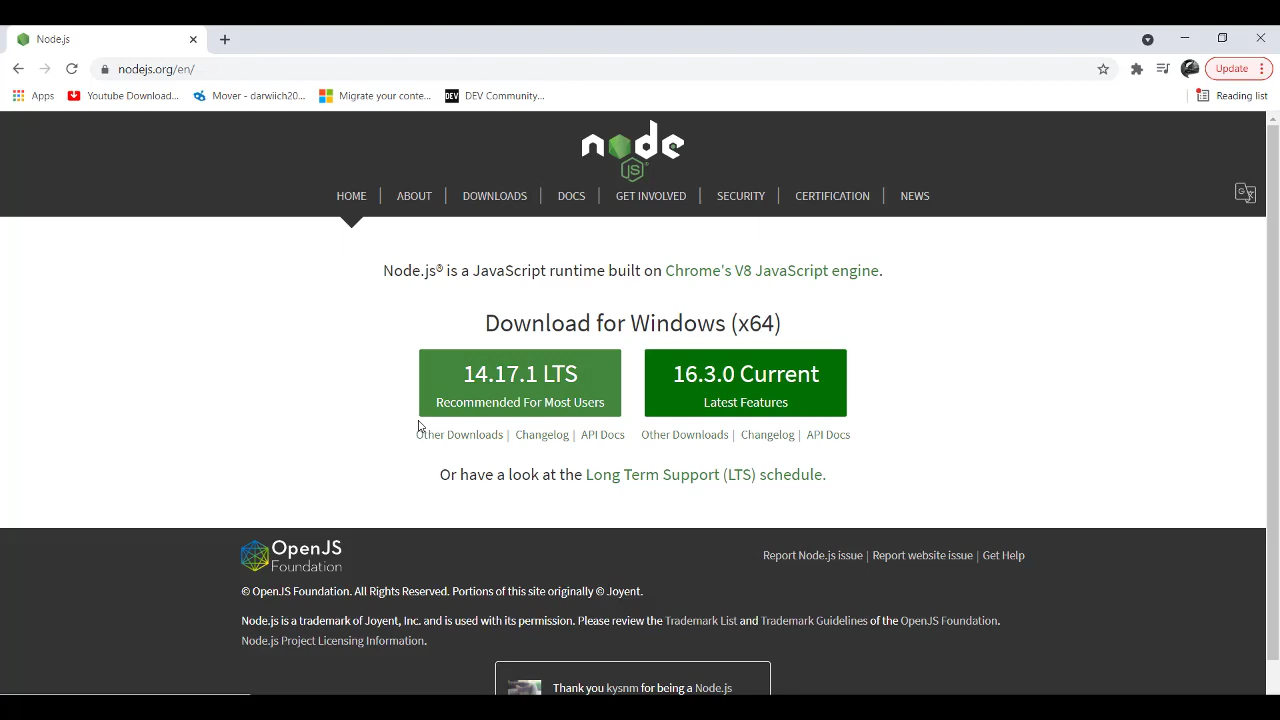 Node.js
nodejs.org/en/
Update
Apps
Youtube Download...
Mover - darwiich20...
Migrate your conte...
DEV
DEV Community...
Reading list
node
JS
HOME
ABOUT
DOWNLOADS
DOCS
GET INVOLVED
SECURITY
CERTIFICATION
NEWS
Node.js® is a JavaScript runtime built on Chrome's V8 JavaScript engine.
Download for Windows (x64)
14.17.1 LTS
Recommended For Most Users
16.3.0 Current
Latest Features
Other Downloads | Changelog | API Docs
Other Downloads | Changelog | API Docs
Or have a look at the Long Term Support (LTS) schedule.
OpenJS
Foundation
Report Node.js issue | Report website issue | Get Help
© OpenJS Foundation. All Rights Reserved. Portions of this site originally © Joyent.
Node.js is a trademark of Joyent, Inc. and is used with its permission. Please review the Trademark List and Trademark Guidelines of the OpenJS Foundation.
Node.js Project Licensing Information.
Thank you kysnm for being a Node.js